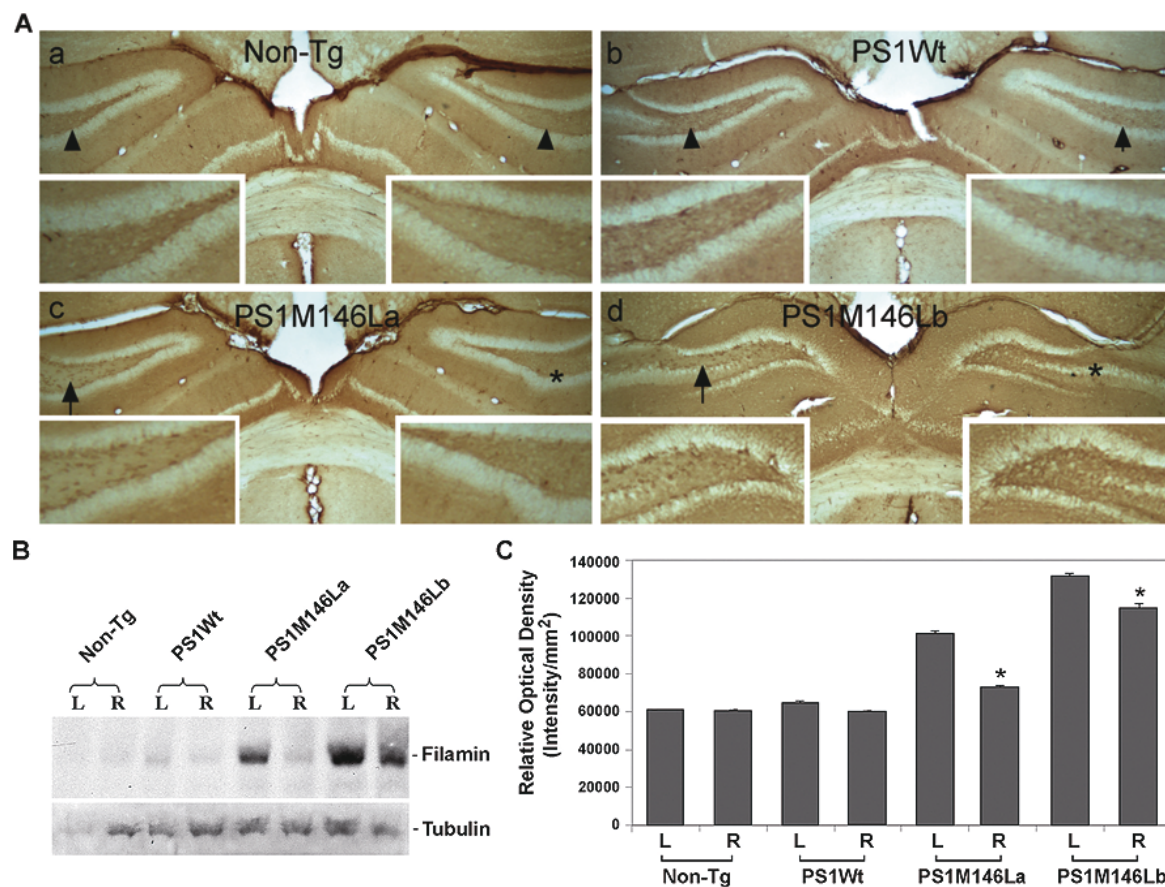 A
a
Non-Tg
b
PS1Wt
c
PS1M146La
*
d
PS1M146Lb
*
B
Non-Tg
PS1Wt
PS1M146La
PS1M146Lb
L R L R L R L R
- Filamin
- Tubulin
C
Relative Optical Density
(Intensity/mm²)
140000
120000
100000
80000
60000
40000
20000
0
*
*
L R L R L R L R
Non-Tg PS1Wt PS1M146La PS1M146Lb